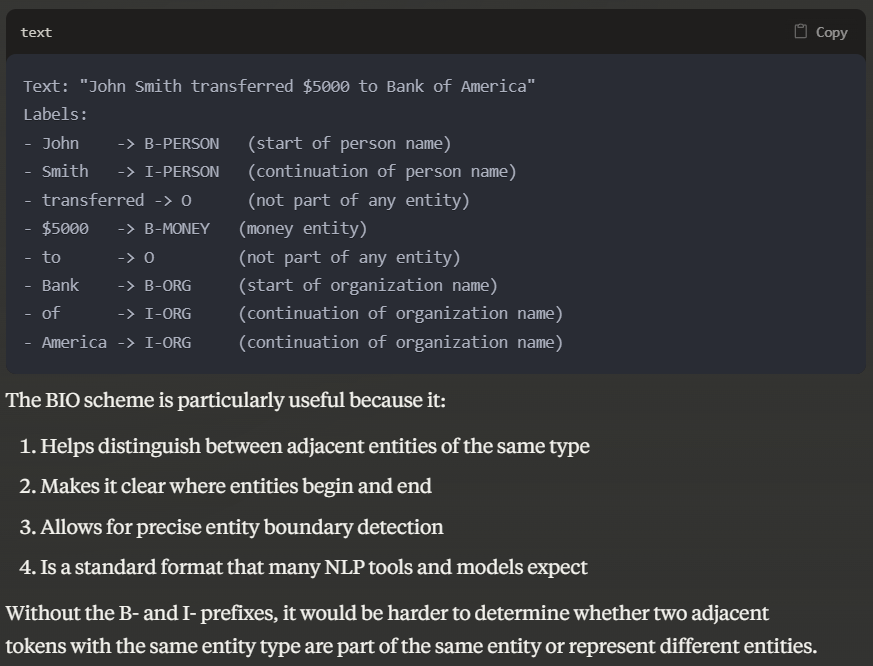 text
Copy
Text: "John Smith transferred $5000 to Bank of America"
Labels:
- John    -> B-PERSON   (start of person name)
- Smith   -> I-PERSON   (continuation of person name)
- transferred -> O      (not part of any entity)
- $5000   -> B-MONEY   (money entity)
- to      -> O         (not part of any entity)
- Bank    -> B-ORG     (start of organization name)
- of      -> I-ORG     (continuation of organization name)
- America -> I-ORG     (continuation of organization name)
The BIO scheme is particularly useful because it:
1. Helps distinguish between adjacent entities of the same type
2. Makes it clear where entities begin and end
3. Allows for precise entity boundary detection
4. Is a standard format that many NLP tools and models expect
Without the B- and I- prefixes, it would be harder to determine whether two adjacent
tokens with the same entity type are part of the same entity or represent different entities.